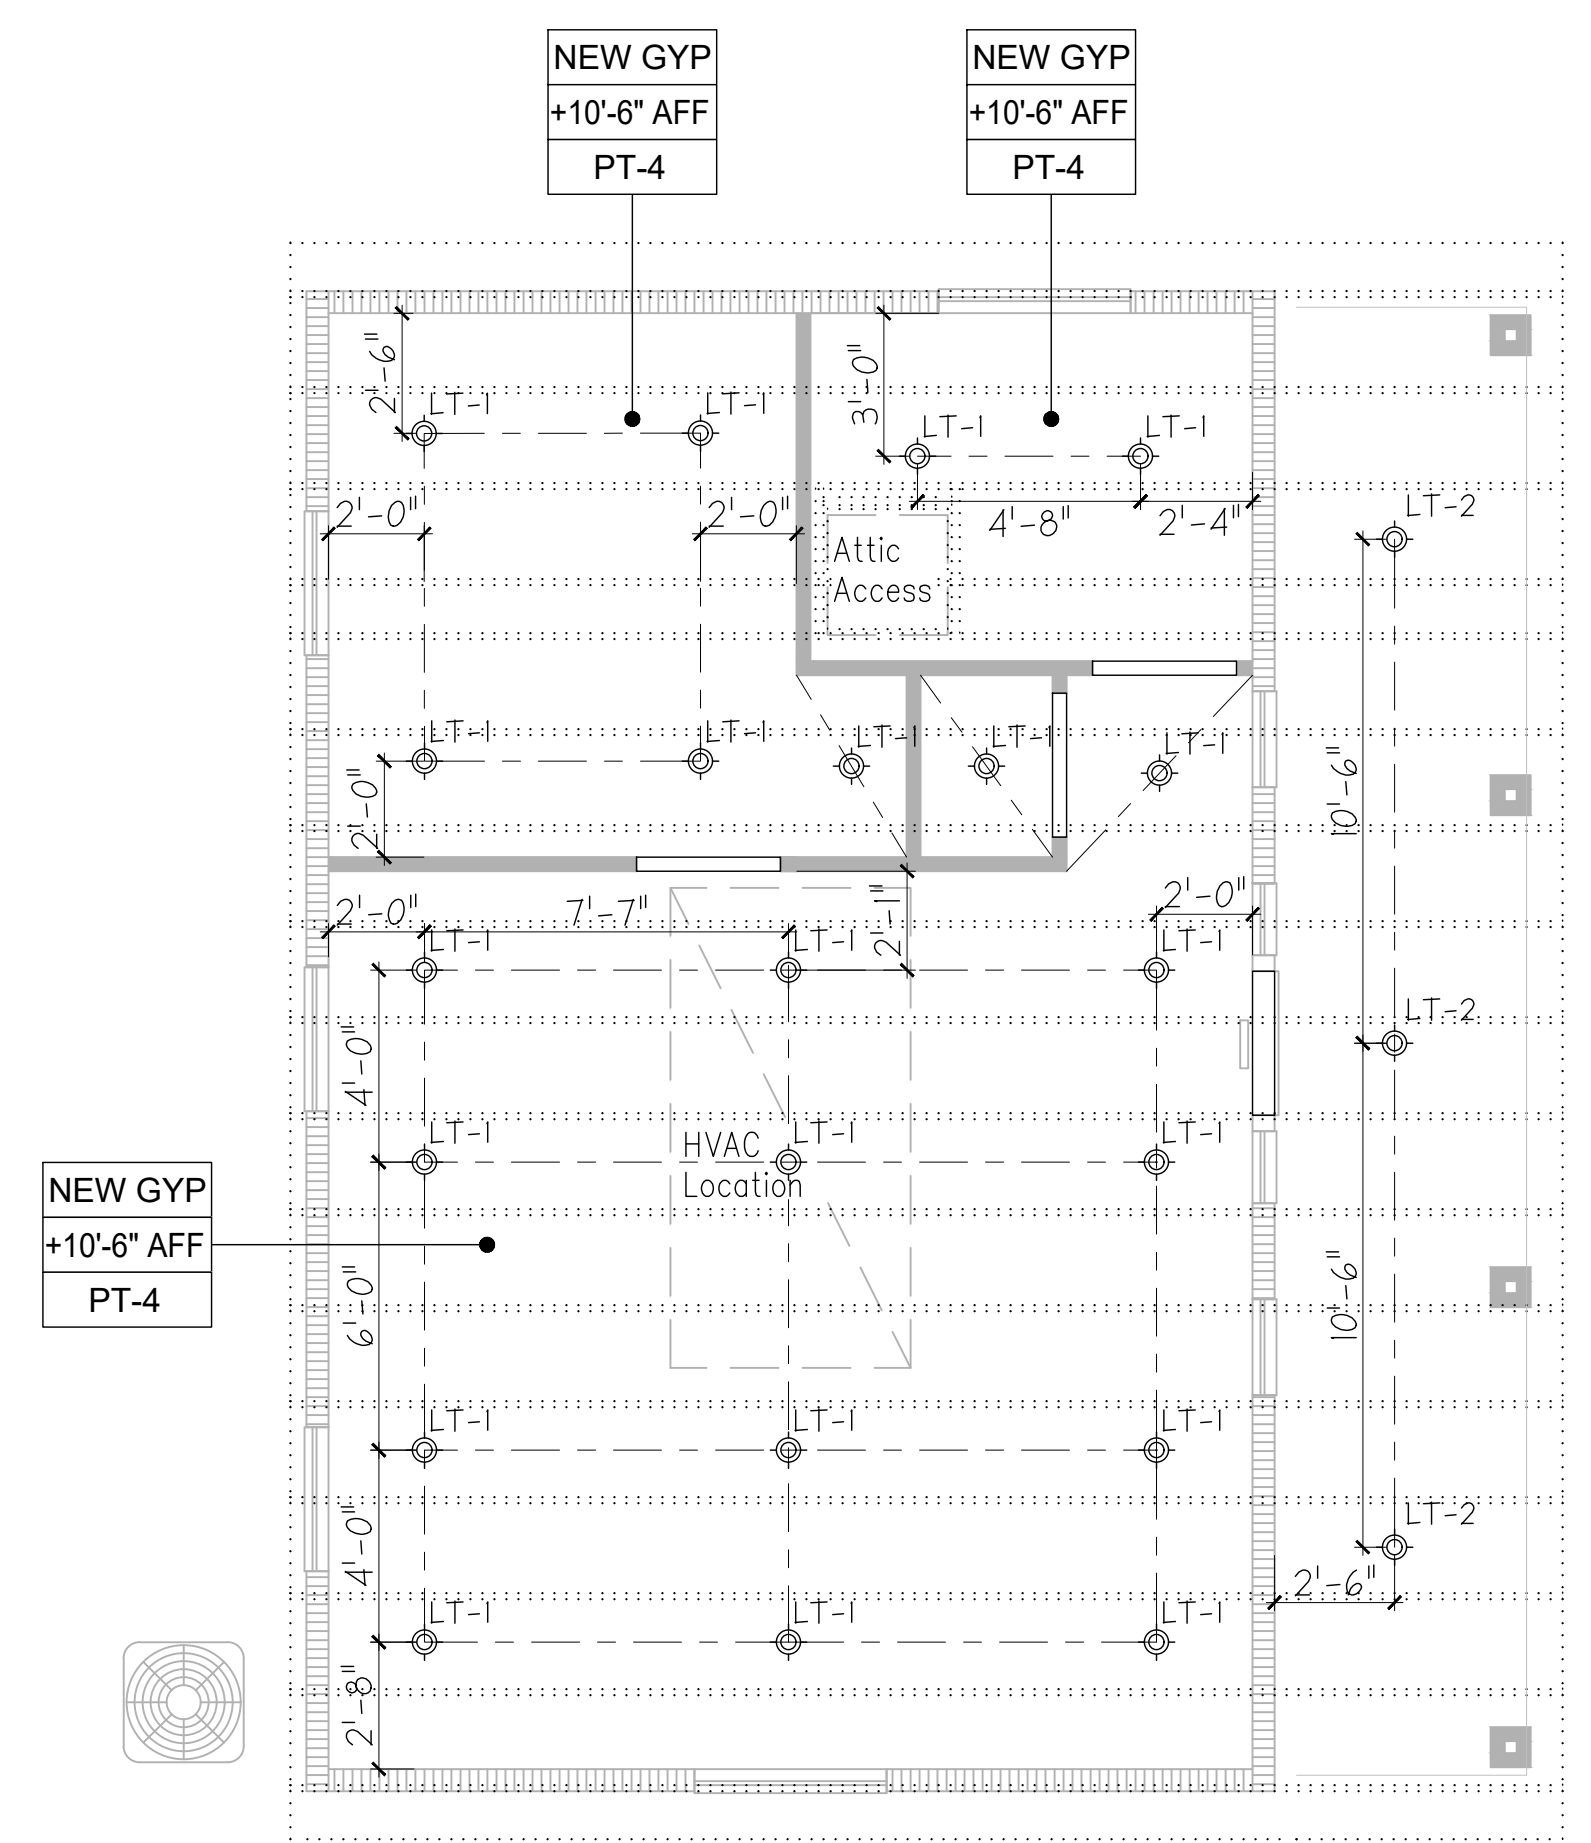 NEW GYP
+10'-6" AFF
PT-4
NEW GYP
+10'-6" AFF
PT-4
2'-6"
LT-1
LT-1
3'-0"
LT-1
LT-1
2'-0"
2'-0"
4'-8"
2'-4"
LT-2
Attic
Access
LT-1
LT-1
LT-1
LT-1
LT-1
2'-0"
10'-6"
2'-0"
7'-7"
2'-1"
2'-0"
LT-1
LT-1
LT-1
LT-2
4'-0"
LT-1
HVAC
Location
LT-1
LT-1
NEW GYP
+10'-6" AFF
PT-4
6'-0"
10'-6"
LT-1
LT-1
LT-1
4'-0"
LT-2
2'-6"
LT-1
LT-1
LT-1
2'-8"